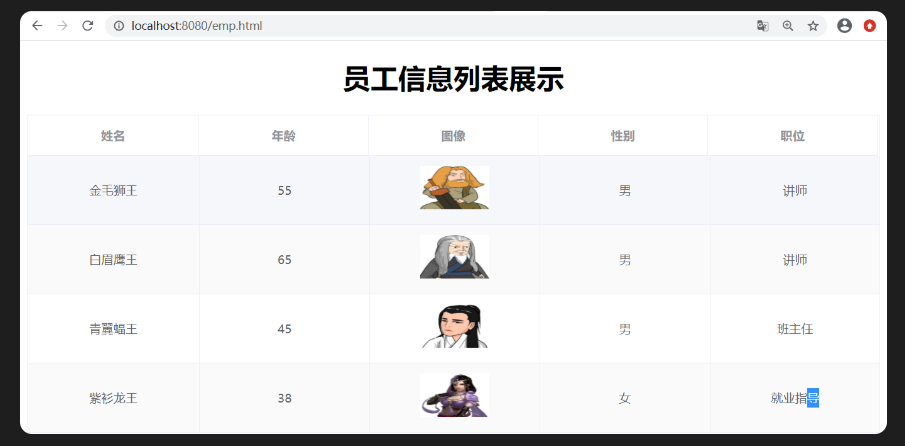 localhost:8080/emp.html
员工信息列表展示
姓名 年龄 图像 性别 职位
金毛狮王 55 男 讲师
白眉鹰王 65 男 讲师
青翼蝠王 45 男 班主任
紫衫龙王 38 女 就业指导